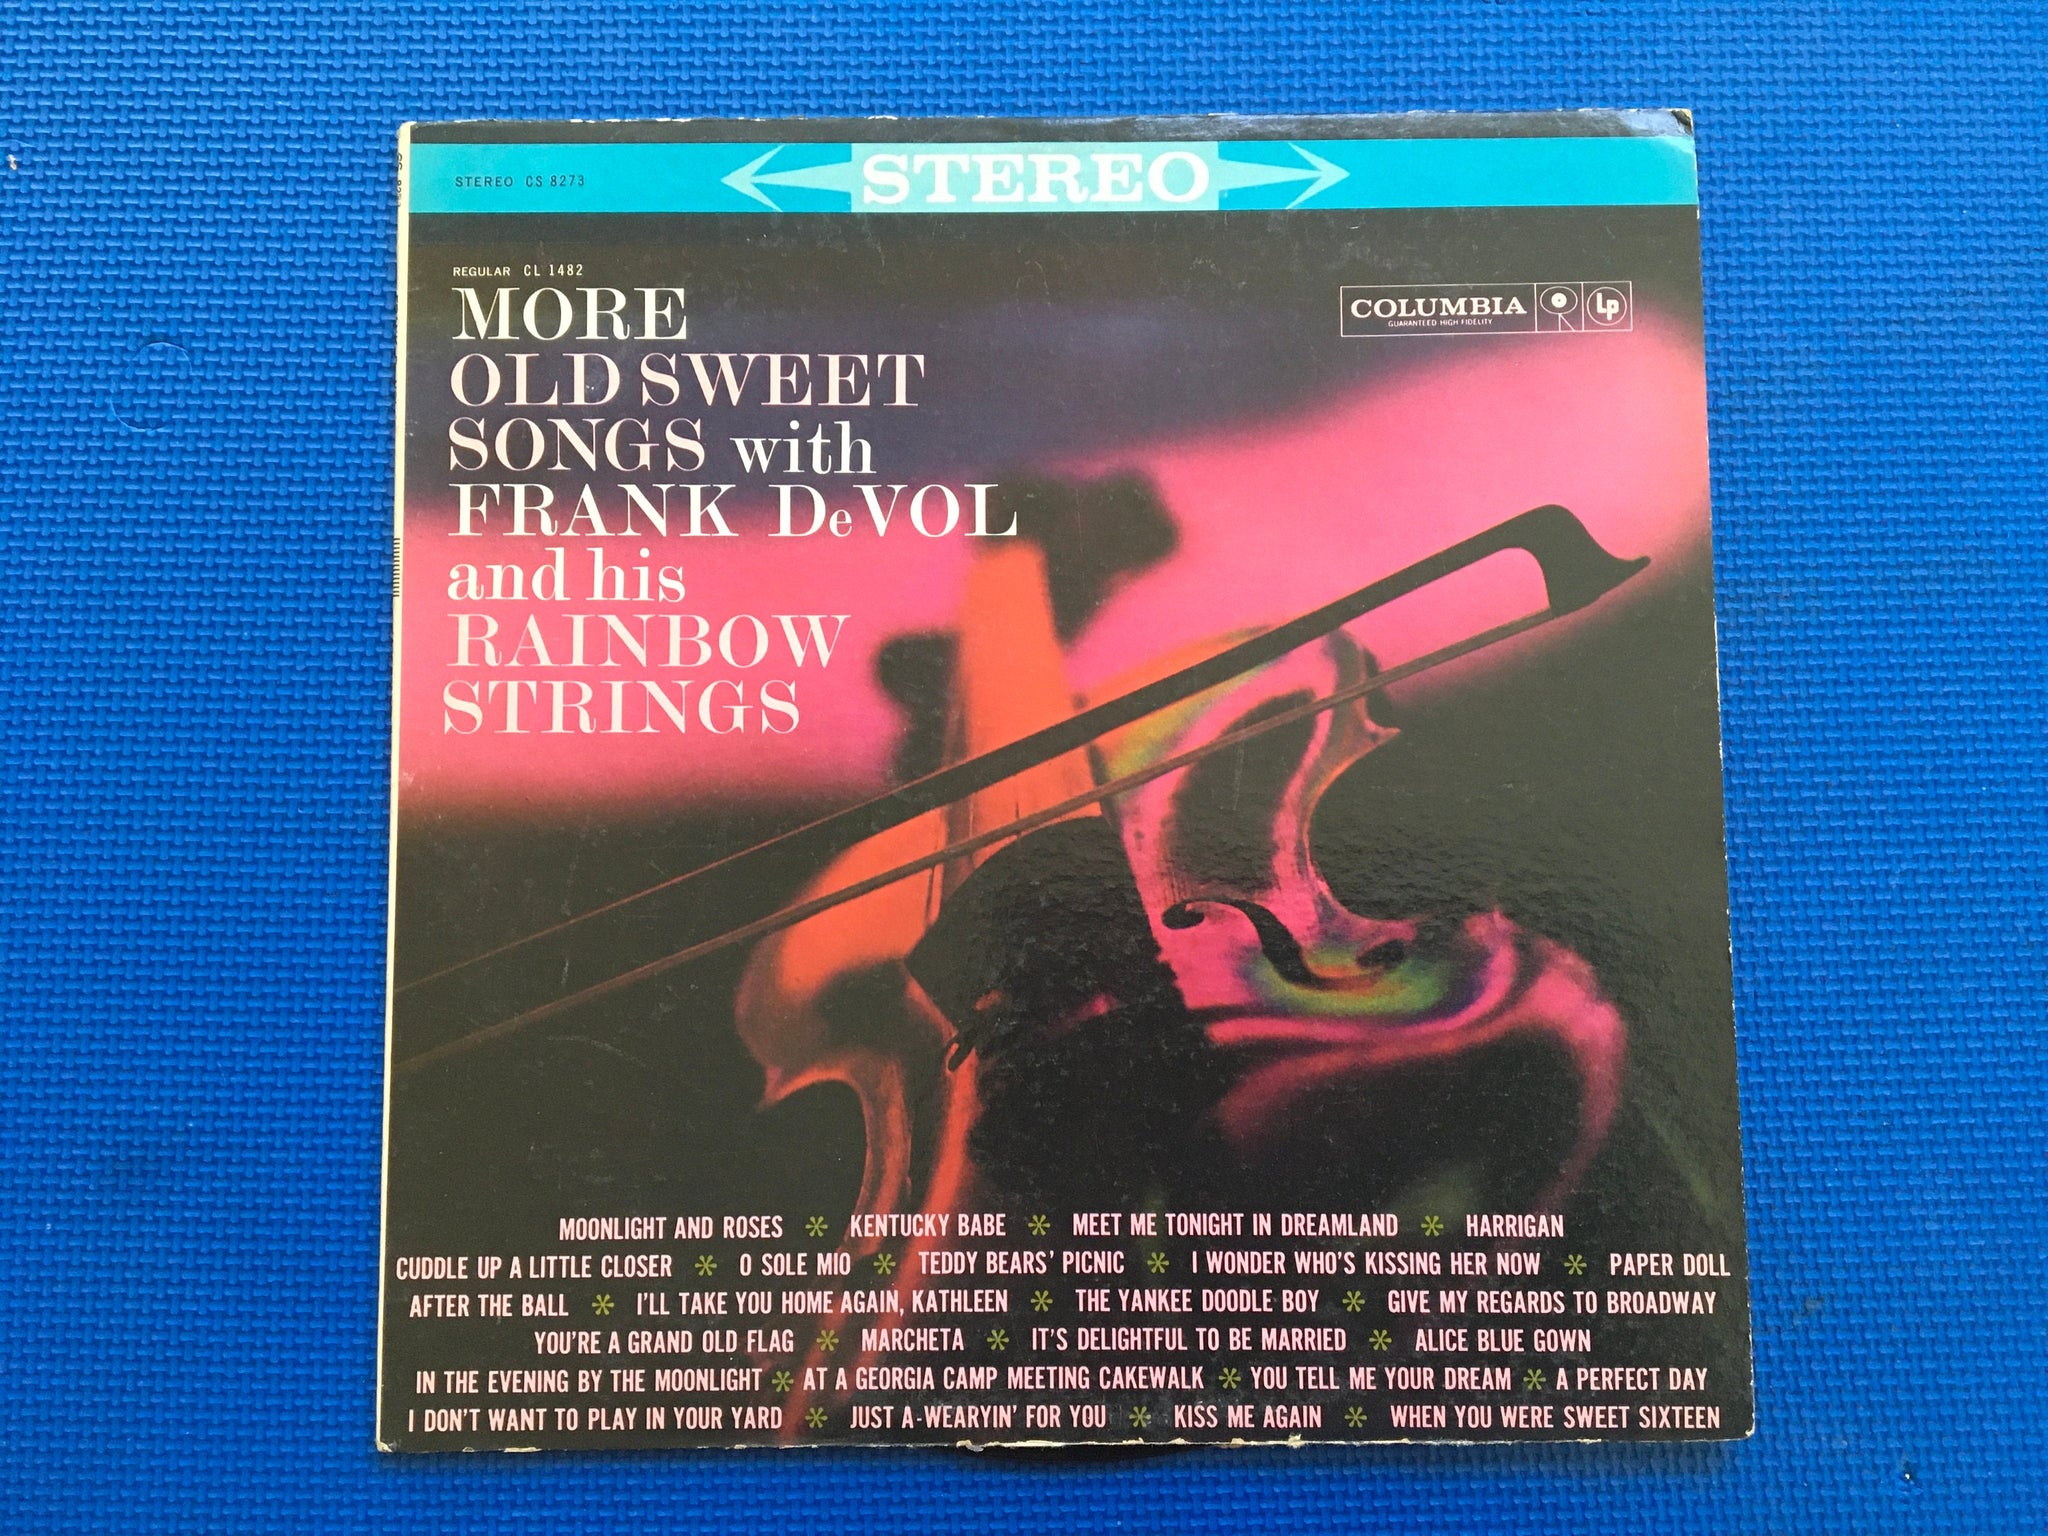 STEREO CS 8273
STEREO
REGULAR CL 1482
MORE
OLD SWEET
SONGS with
FRANK DeVOL
and his
RAINBOW
STRINGS
COLUMBIA
GUARANTEED HIGH FIDELITY
Lp
MOONLIGHT AND ROSES * KENTUCKY BABE * MEET ME TONIGHT IN DREAMLAND * HARRIGAN
CUDDLE UP A LITTLE CLOSER * O SOLE MIO * TEDDY BEARS' PICNIC * I WONDER WHO'S KISSING HER NOW * PAPER DOLL
AFTER THE BALL * I'LL TAKE YOU HOME AGAIN, KATHLEEN * THE YANKEE DOODLE BOY * GIVE MY REGARDS TO BROADWAY
YOU'RE A GRAND OLD FLAG * MARCHETA * IT'S DELIGHTFUL TO BE MARRIED * ALICE BLUE GOWN
IN THE EVENING BY THE MOONLIGHT * AT A GEORGIA CAMP MEETING CAKEWALK * YOU TELL ME YOUR DREAM * A PERFECT DAY
I DON'T WANT TO PLAY IN YOUR YARD * JUST A-WEARYIN' FOR YOU * KISS ME AGAIN * WHEN YOU WERE SWEET SIXTEEN